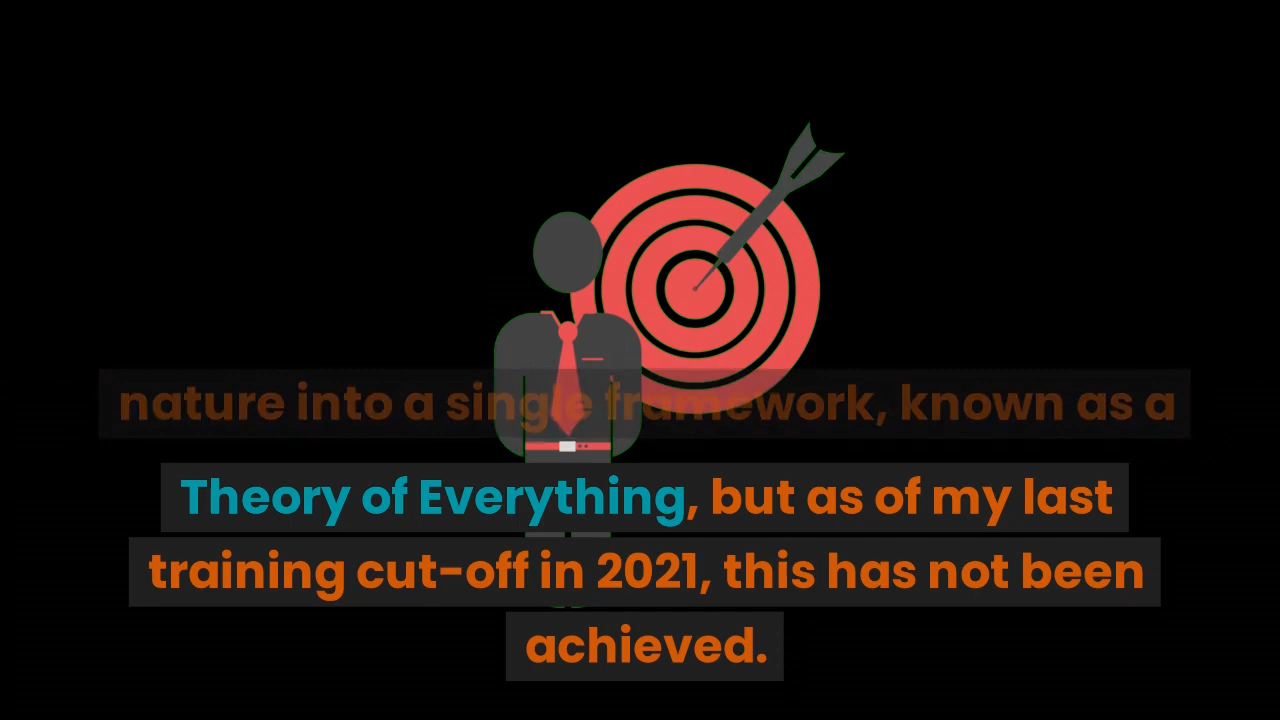 nature into a single framework, known as a
Theory of Everything, but as of my last
training cut-off in 2021, this has not been
achieved.